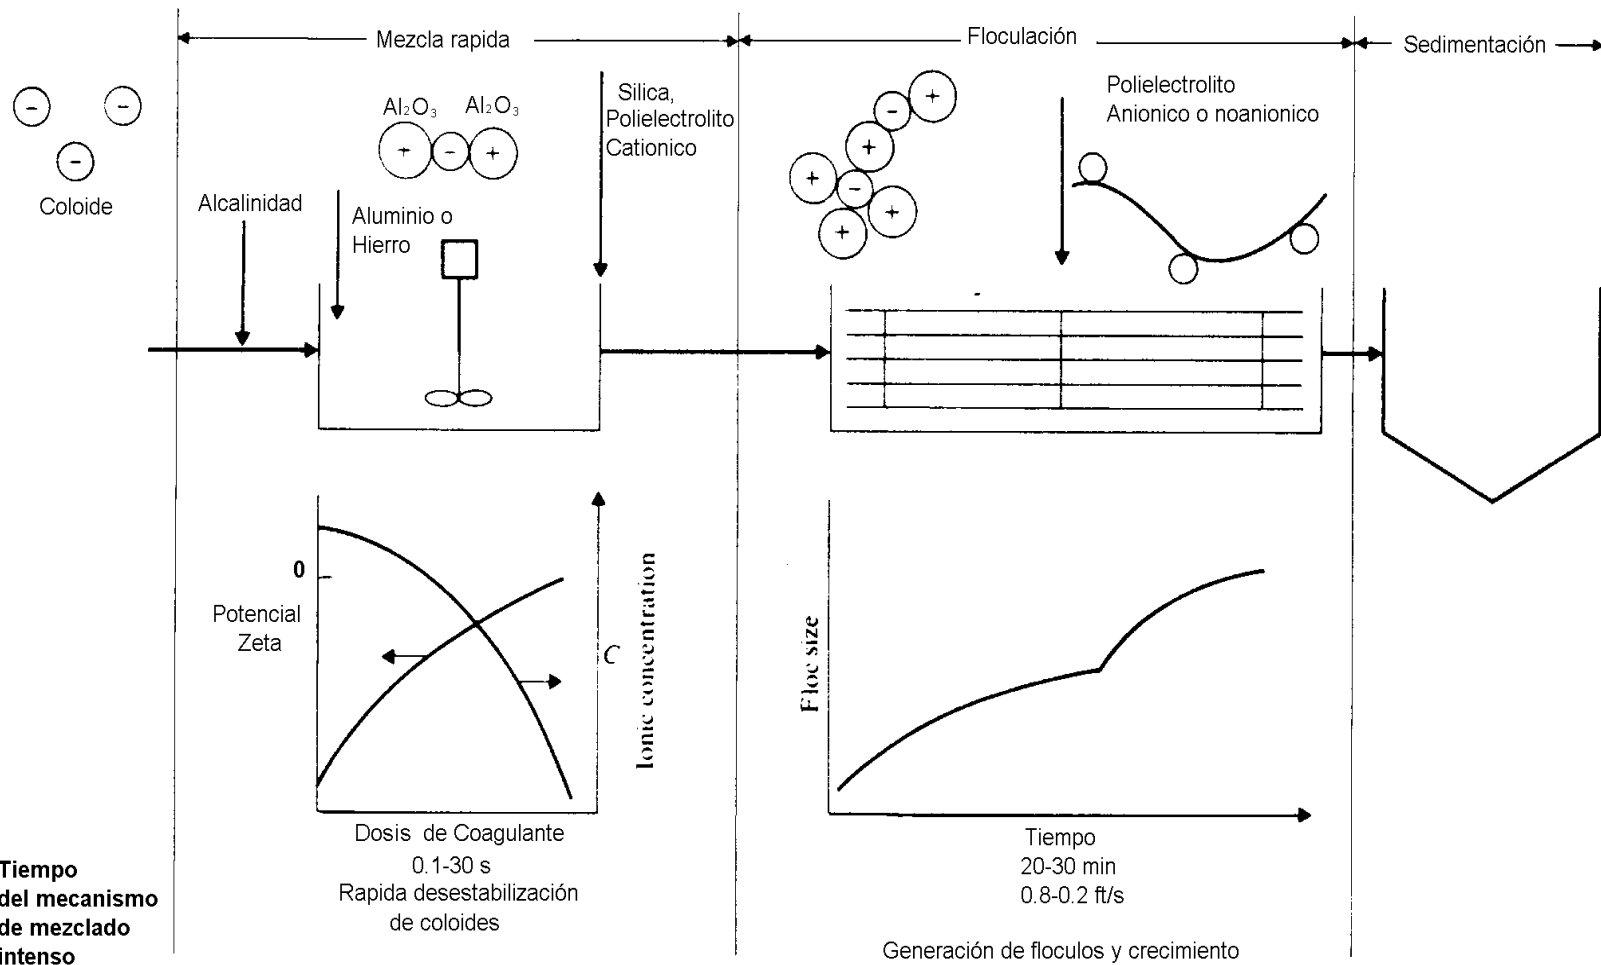 Mezcla rapida
Floculación
Sedimentación
Al₂O₃ Al₂O₃
Silica,
Polielectrolito
Cationico
Polielectrolito
Anionico o noanionico
-
-
-
+
-
+
+
-
+
+
-
+
+
Coloide
Alcalinidad
Aluminio o
Hierro
0
Potencial
Zeta
C
Ionic concentration
Floc size
Dosis de Coagulante
0.1-30 s
Rapida desestabilización
de coloides
Tiempo
20-30 min
0.8-0.2 ft/s
Generación de floculos y crecimiento
Tiempo
del mecanismo
de mezclado
intenso